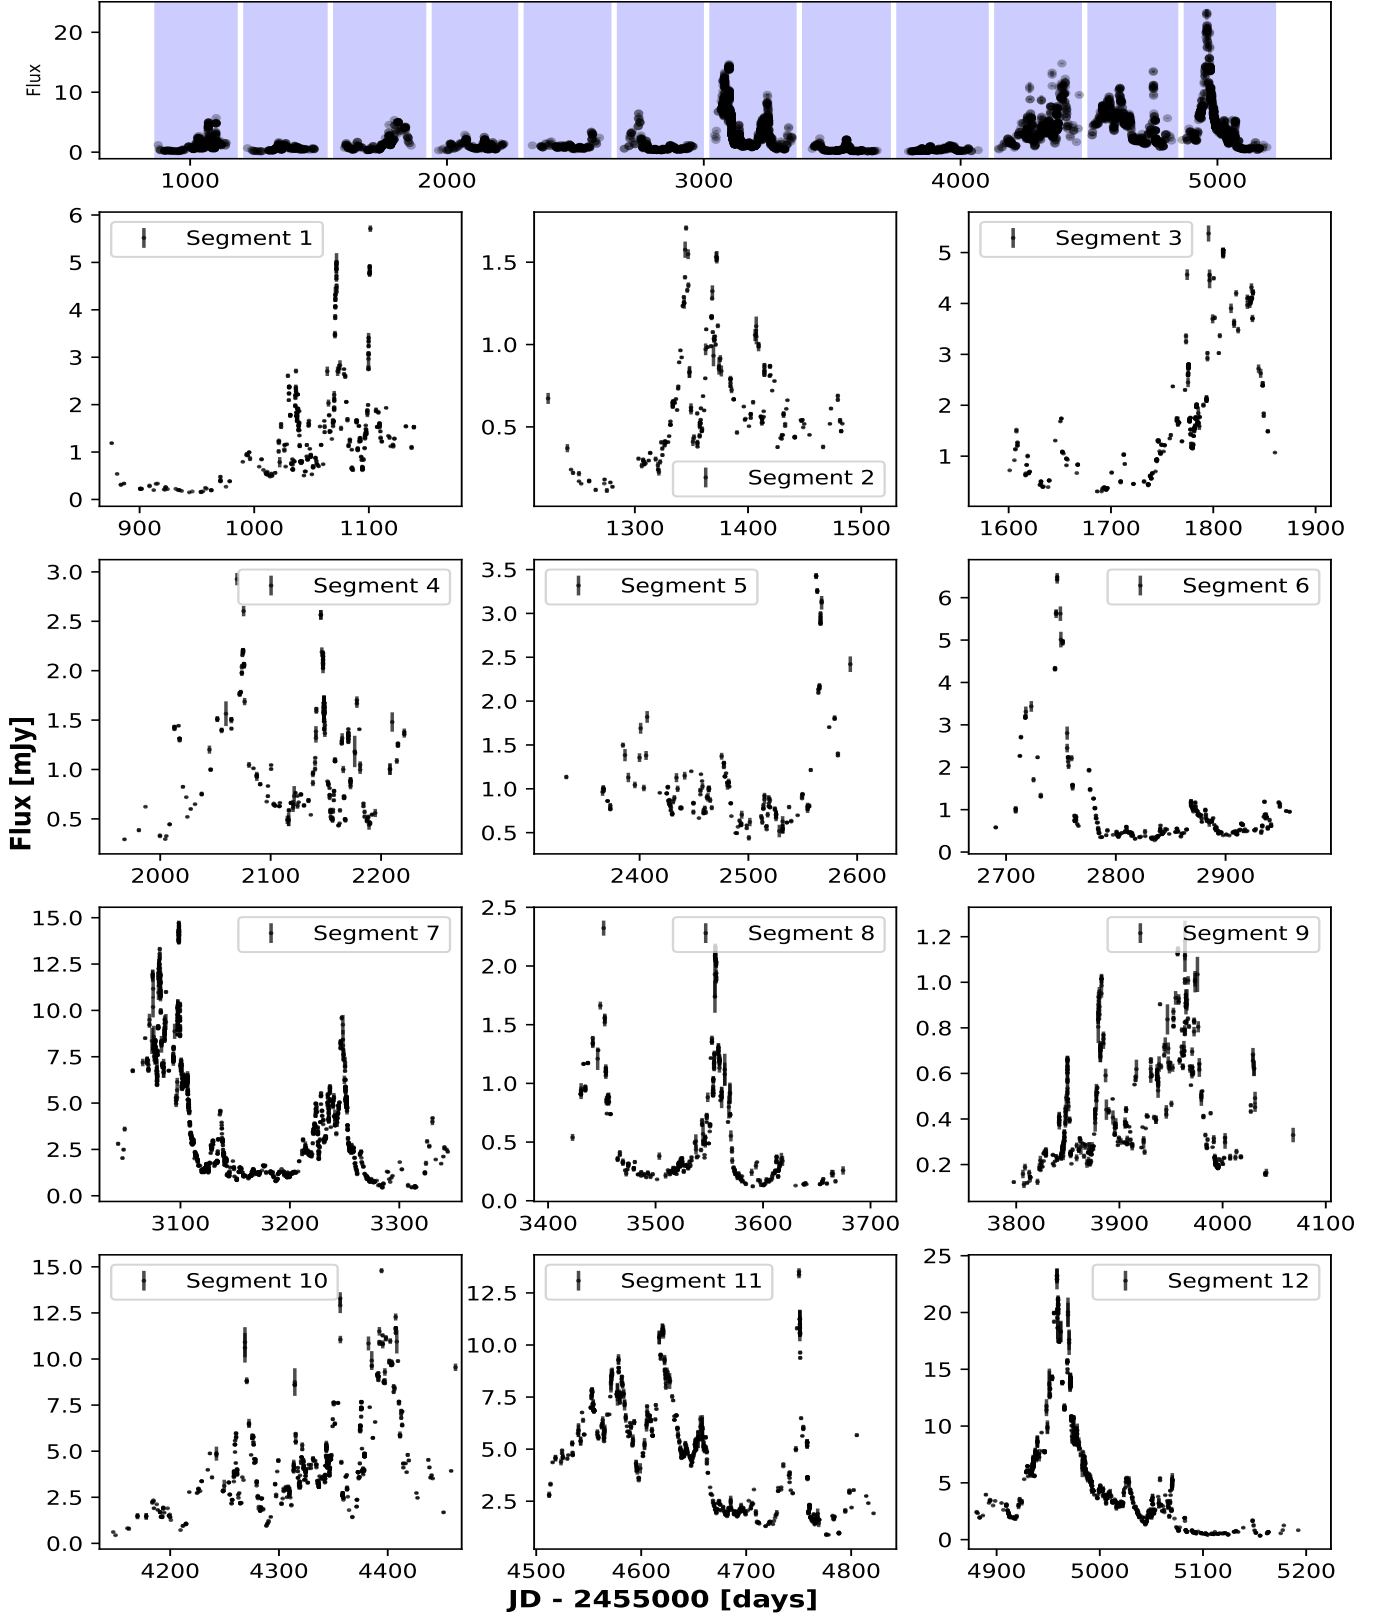 Flux
20
10
0
1000 2000 3000 4000 5000
Segment 1
6
5
4
3
2
1
0
900 1000 1100
Segment 2
1.5
1.0
0.5
1300 1400 1500
Segment 3
5
4
3
2
1
1600 1700 1800 1900
Segment 4
3.0
2.5
2.0
1.5
1.0
0.5
2000 2100 2200
Segment 5
3.5
3.0
2.5
2.0
1.5
1.0
0.5
2400 2500 2600
Segment 6
6
5
4
3
2
1
0
2700 2800 2900
Flux [mJy]
Segment 7
15.0
12.5
10.0
7.5
5.0
2.5
0.0
3100 3200 3300
Segment 8
2.5
2.0
1.5
1.0
0.5
0.0
3400 3500 3600 3700
Segment 9
1.2
1.0
0.8
0.6
0.4
0.2
3800 3900 4000 4100
Segment 10
15.0
12.5
10.0
7.5
5.0
2.5
0.0
4200 4300 4400
Segment 11
12.5
10.0
7.5
5.0
2.5
4500 4600 4700 4800
Segment 12
25
20
15
10
5
0
4900 5000 5100 5200
JD - 2455000 [days]